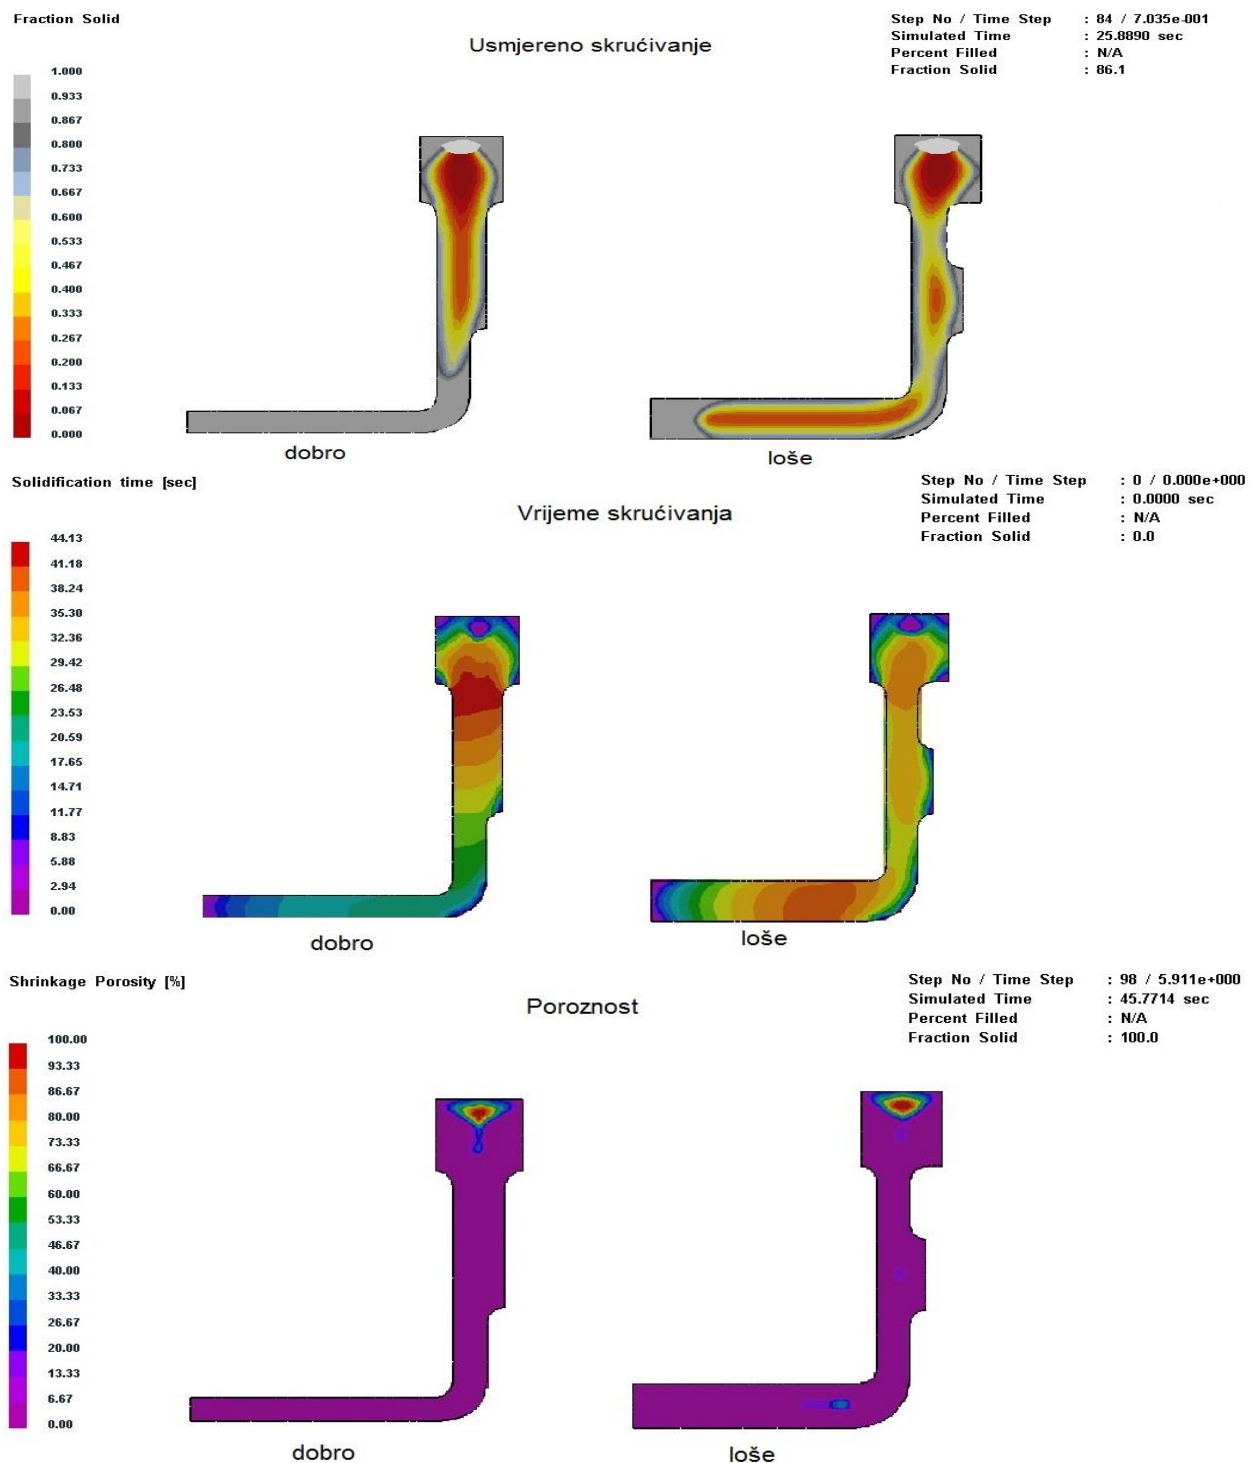 Fraction Solid
Step No / Time Step : 84 / 7.035e-001
Simulated Time : 25.8890 sec
Percent Filled : N/A
Fraction Solid : 86.1
Usmjereno skrućivanje
1.000
0.933
0.867
0.800
0.733
0.667
0.600
0.533
0.467
0.400
0.333
0.267
0.200
0.133
0.067
0.000
dobro
loše
Solidification time [sec]
Step No / Time Step : 0 / 0.000e+000
Simulated Time : 0.0000 sec
Percent Filled : N/A
Fraction Solid : 0.0
Vrijeme skrućivanja
44.13
41.18
38.24
35.30
32.36
29.42
26.48
23.53
20.59
17.65
14.71
11.77
8.83
5.88
2.94
0.00
dobro
loše
Shrinkage Porosity [%]
Step No / Time Step : 98 / 5.911e+000
Simulated Time : 45.7714 sec
Percent Filled : N/A
Fraction Solid : 100.0
Poroznost
100.00
93.33
86.67
80.00
73.33
66.67
60.00
53.33
46.67
40.00
33.33
26.67
20.00
13.33
6.67
0.00
dobro
loše